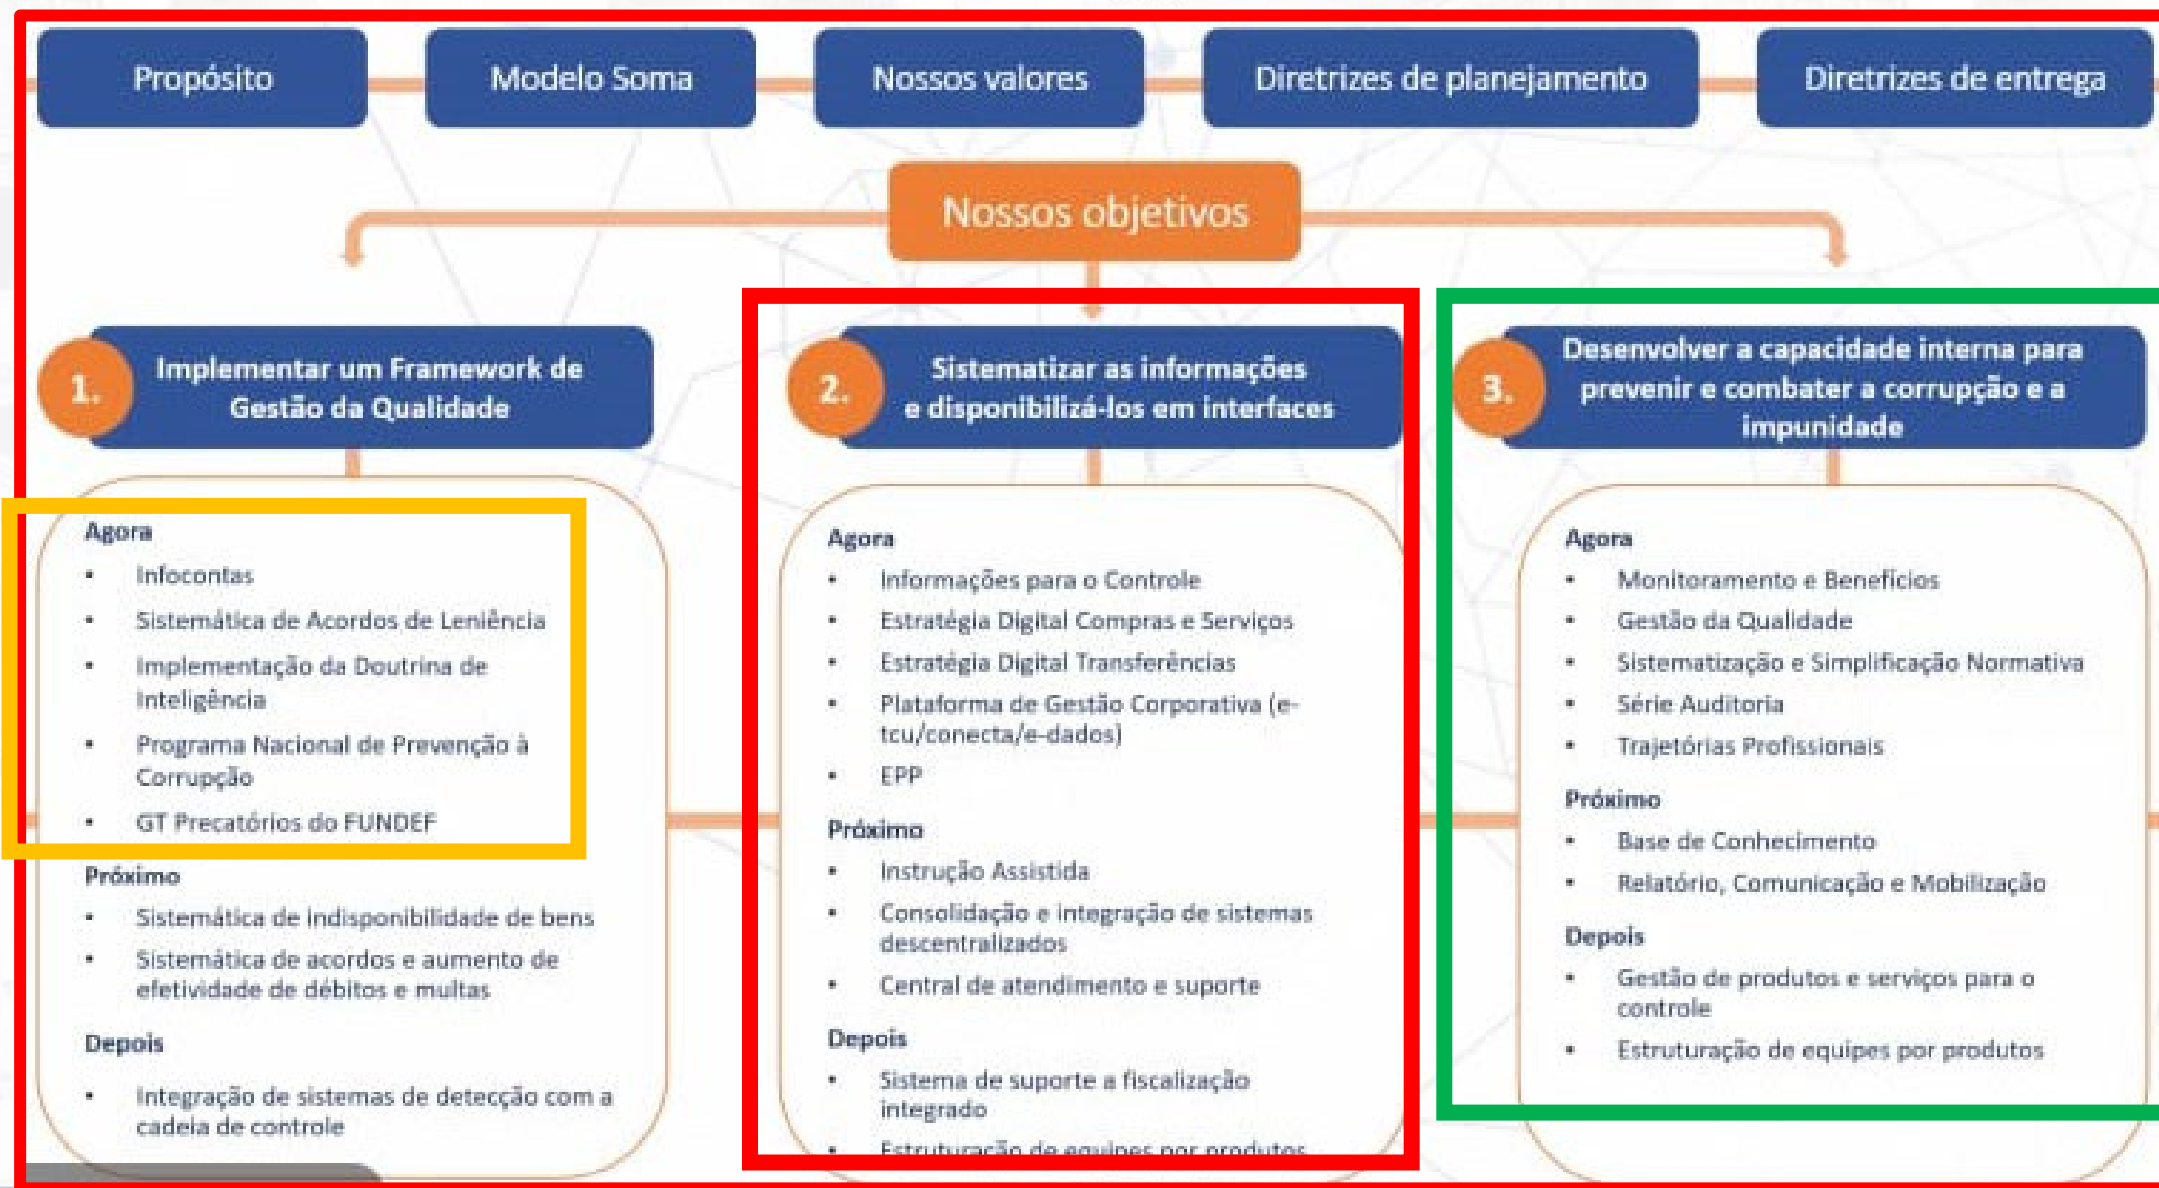 Propósito
Modelo Soma
Nossos valores
Diretrizes de planejamento
Diretrizes de entrega
Nossos objetivos
1.
Implementar um Framework de
Gestão da Qualidade
Agora
• Infocontas
• Sistemática de Acordos de Leniência
• Implementação da Doutrina de
Inteligência
• Programa Nacional de Prevenção à
Corrupção
• GT Precatórios do FUNDEF
Próximo
• Sistemática de indisponibilidade de bens
• Sistemática de acordos e aumento de
efetividade de débitos e multas
Depois
• Integração de sistemas de detecção com a
cadeia de controle
2.
Sistematizar as informações
e disponibilizá-los em interfaces
Agora
• Informações para o Controle
• Estratégia Digital Compras e Serviços
• Estratégia Digital Transferências
• Plataforma de Gestão Corporativa (e-
tcu/conecta/e-dados)
• EPP
Próximo
• Instrução Assistida
• Consolidação e integração de sistemas
descentralizados
• Central de atendimento e suporte
Depois
• Sistema de suporte a fiscalização
integrado
• Estruturação de equipes por produtos
3.
Desenvolver a capacidade interna para
prevenir e combater a corrupção e a
impunidade
Agora
• Monitoramento e Benefícios
• Gestão da Qualidade
• Sistematização e Simplificação Normativa
• Série Auditoria
• Trajetórias Profissionais
Próximo
• Base de Conhecimento
• Relatório, Comunicação e Mobilização
Depois
• Gestão de produtos e serviços para o
controle
• Estruturação de equipes por produtos